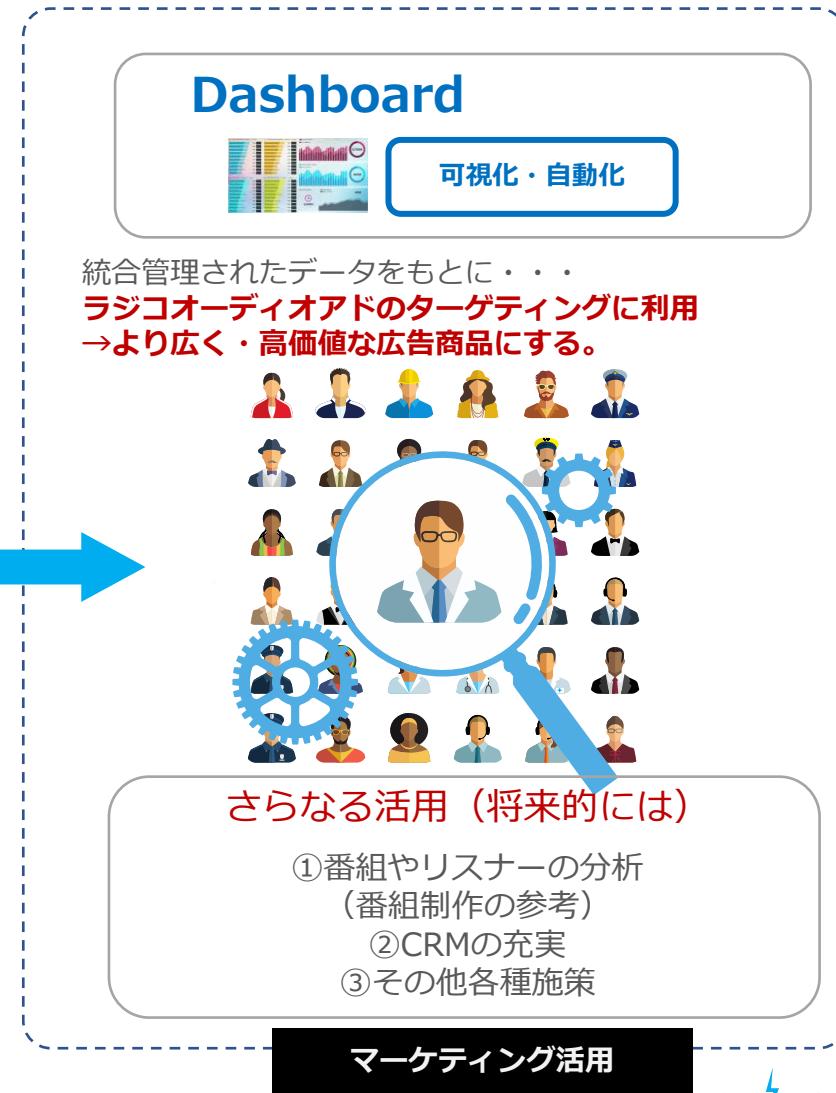 Dashboard
可視化・自動化
統合管理されたデータをもとに・・・
ラジコオーディオアドのターゲティングに利用
→より広く・高価値な広告商品にする。
さらなる活用（将来的には）
①番組やリスナーの分析
（番組制作の参考）
②CRMの充実
③その他各種施策
マーケティング活用